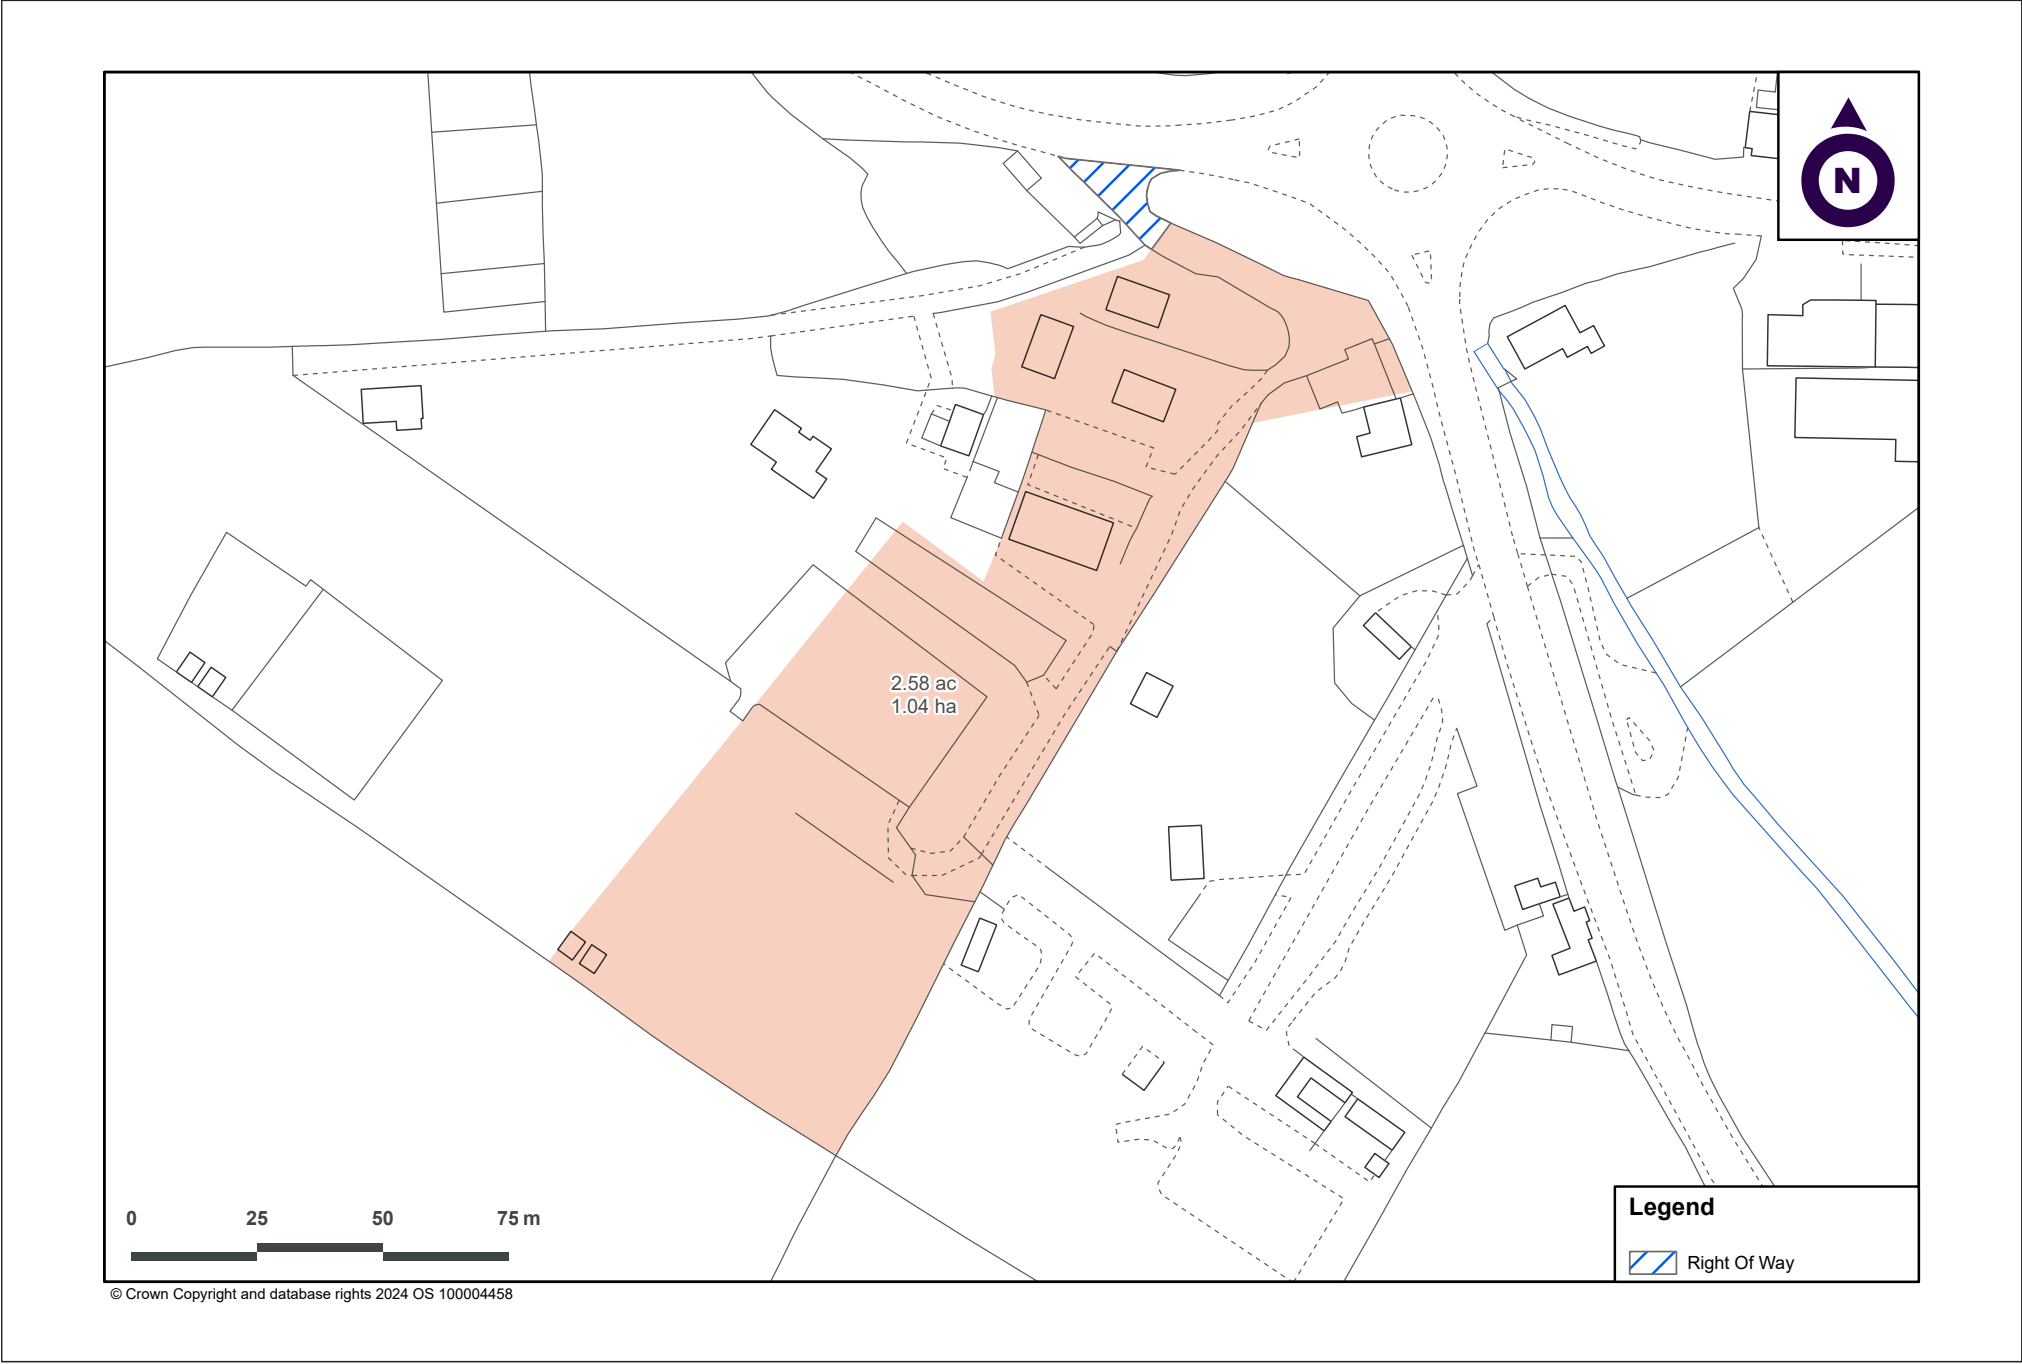 N
2.58 ac
1.04 ha
0 25 50 75 m
Legend
Right Of Way
© Crown Copyright and database rights 2024 OS 100004458